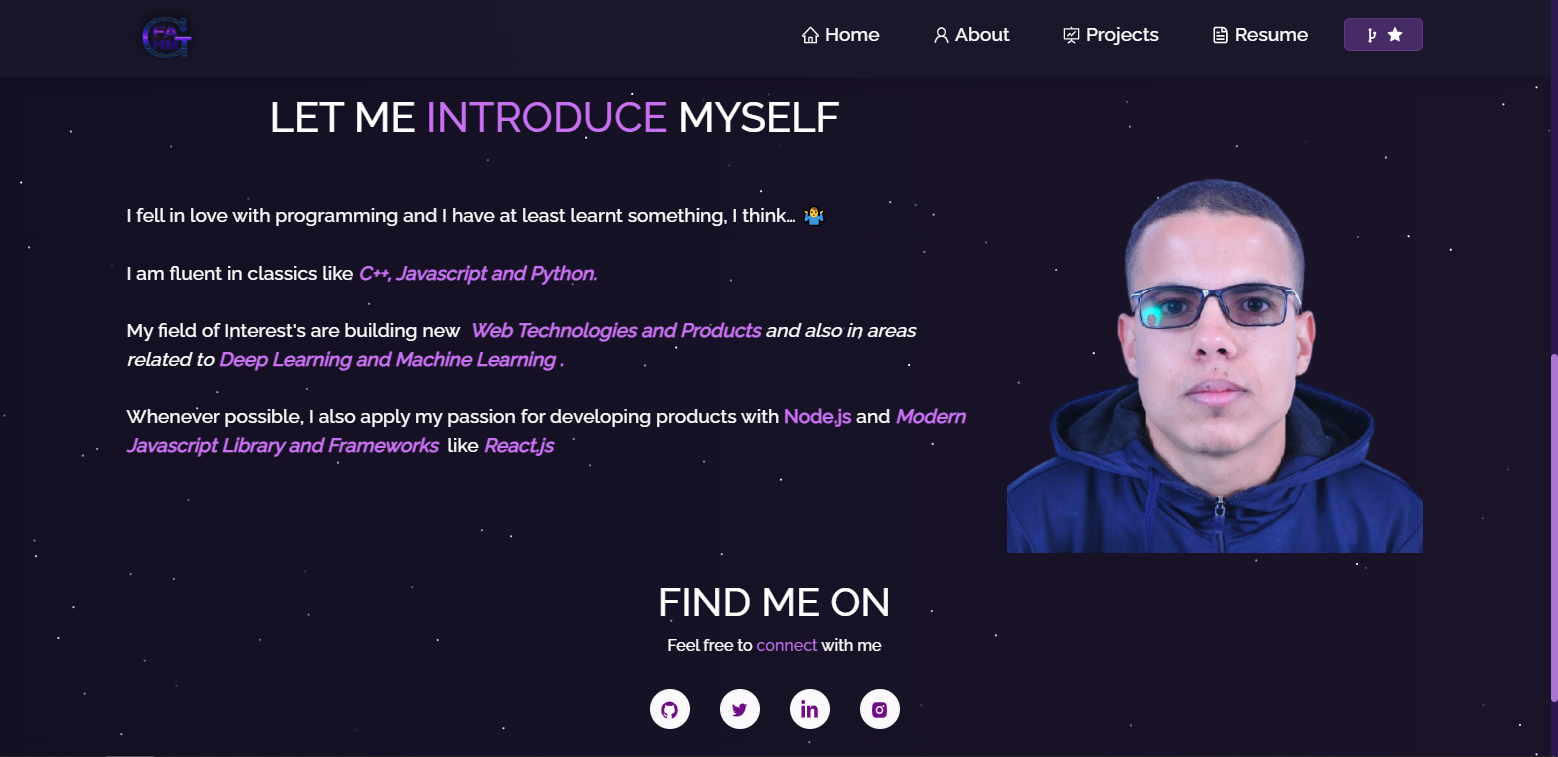 Home
About
Projects
Resume
LET ME INTRODUCE MYSELF
I fell in love with programming and I have at least learnt something, I think… 🤷‍♂️
I am fluent in classics like C++, Javascript and Python.
My field of Interest's are building new Web Technologies and Products and also in areas
related to Deep Learning and Machine Learning .
Whenever possible, I also apply my passion for developing products with Node.js and Modern
Javascript Library and Frameworks like React.js
FIND ME ON
Feel free to connect with me
in